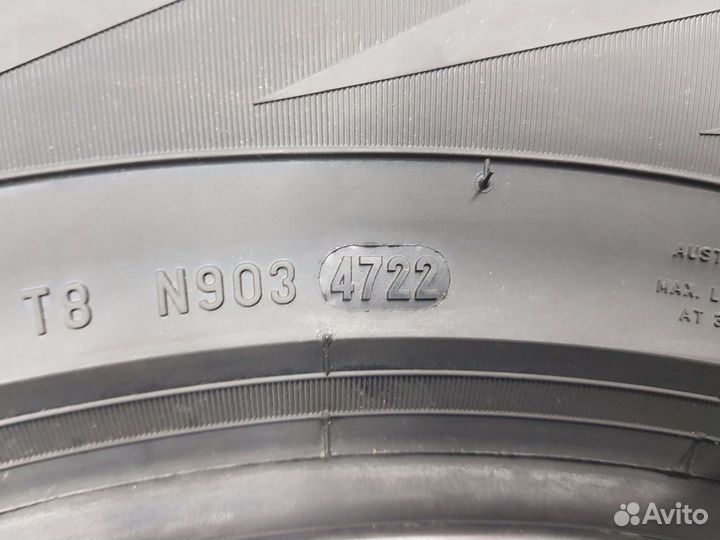 T8 N903 4722
AUST
MAX. L
AT 3
Avito